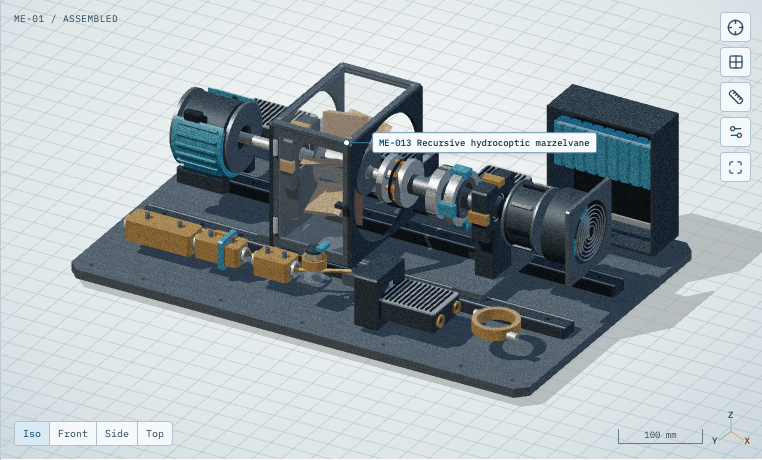 ME-01 / ASSEMBLED
ME-013 Recursive hydrocoptic marzelvane
Iso
Front
Side
Top
100 mm
Z
Y
X